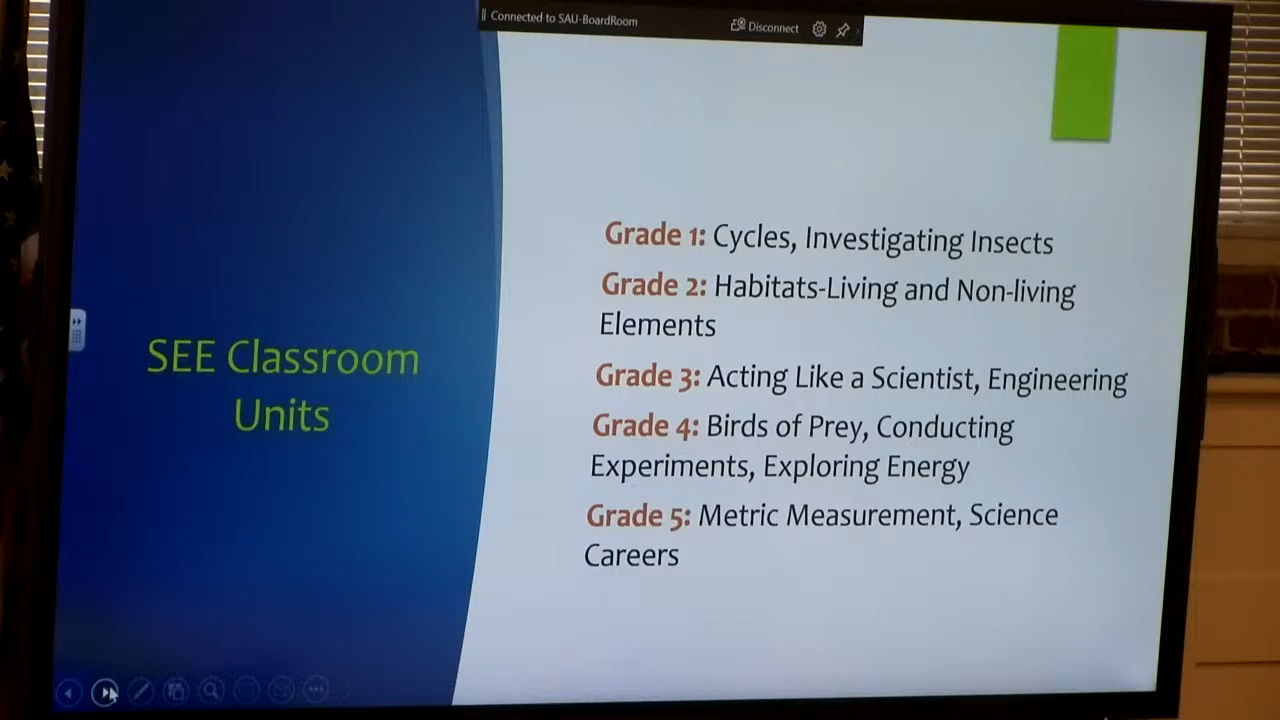 Connected to SAU-BoardRoom
Disconnect
SEE Classroom
Units
Grade 1: Cycles, Investigating Insects
Grade 2: Habitats-Living and Non-living
Elements
Grade 3: Acting Like a Scientist, Engineering
Grade 4: Birds of Prey, Conducting
Experiments, Exploring Energy
Grade 5: Metric Measurement, Science
Careers